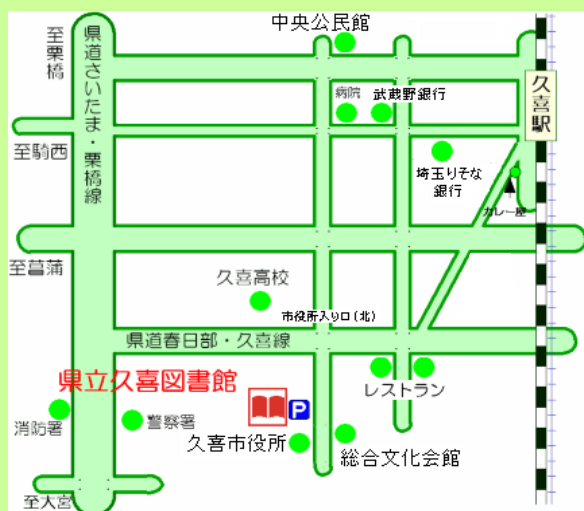 中央公民館
至栗橋
県道さいたま・栗橋線
病院
武蔵野銀行
久喜駅
至騎西
埼玉りそな
銀行
カレー屋
至菖蒲
久喜高校
市役所入り口(北)
県道春日部・久喜線
県立久喜図書館
レストラン
P
消防署
警察署
久喜市役所
総合文化会館
至大宮